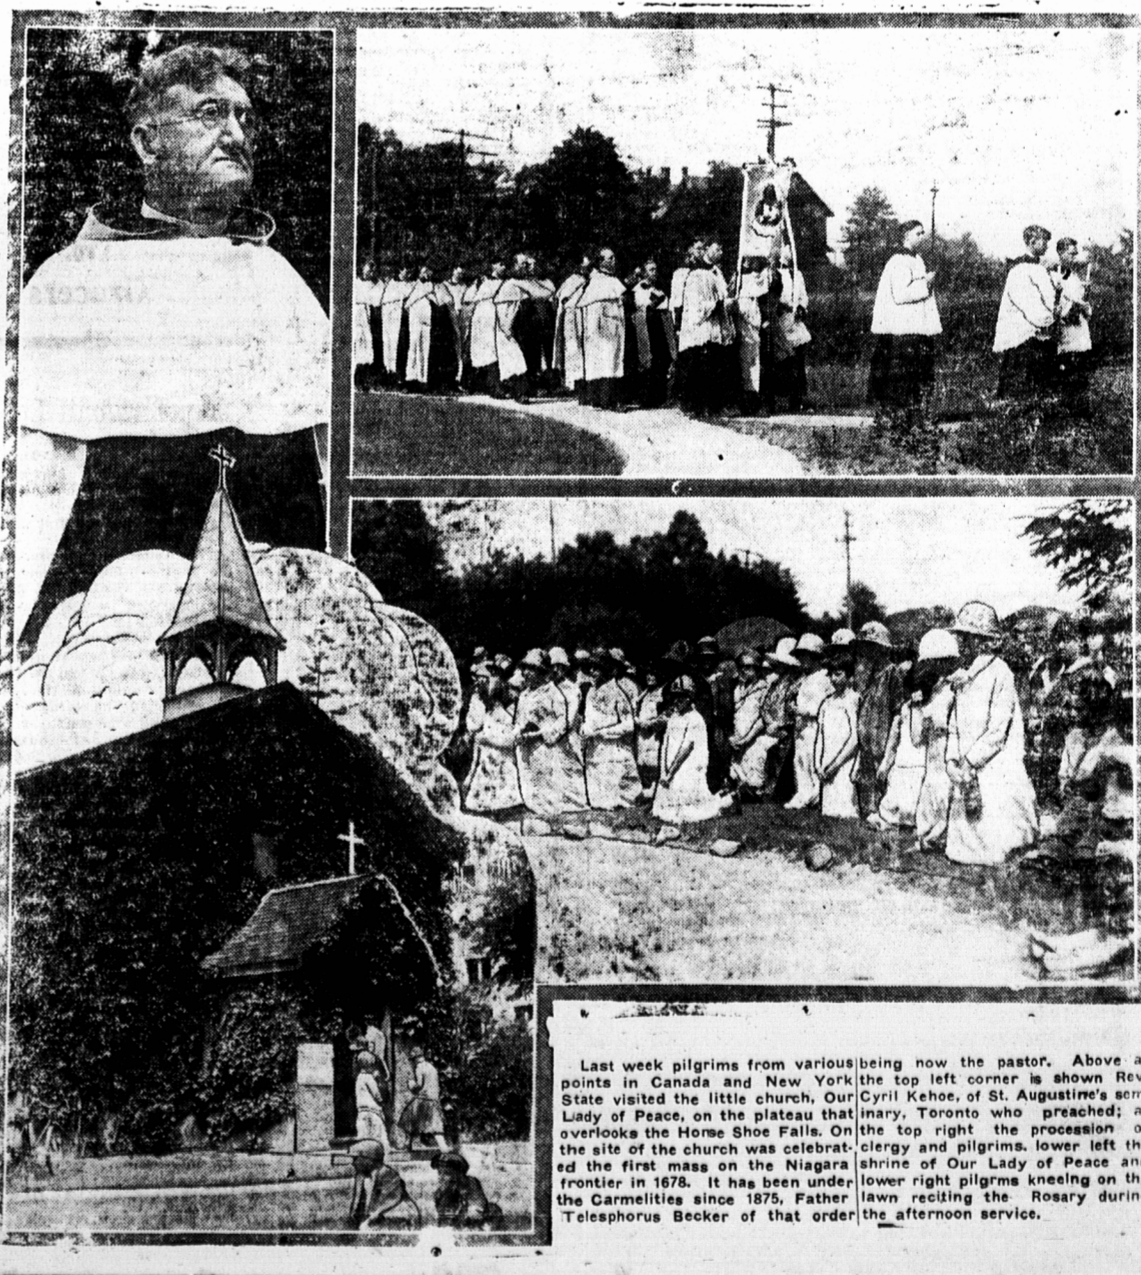 Last week pilgrims from various
points in Canada and New York
State visited the little church, Our
Lady of Peace, on the plateau that
overlooks the Horse Shoe Falls. On
the site of the church was celebrat-
ed the first mass on the Niagara
frontier in 1678. It has been under
the Carmelities since 1875, Father
Telesphorus Becker of that order
being now the pastor. Above a
the top left corner is shown Rev
Cyril Kehoe, of St. Augustine's sem
inary, Toronto who preached; a
the top right the procession o
clergy and pilgrims. lower left th
shrine of Our Lady of Peace an
lower right pilgrms kneeing on th
lawn reciting the Rosary durin
the afternoon service.